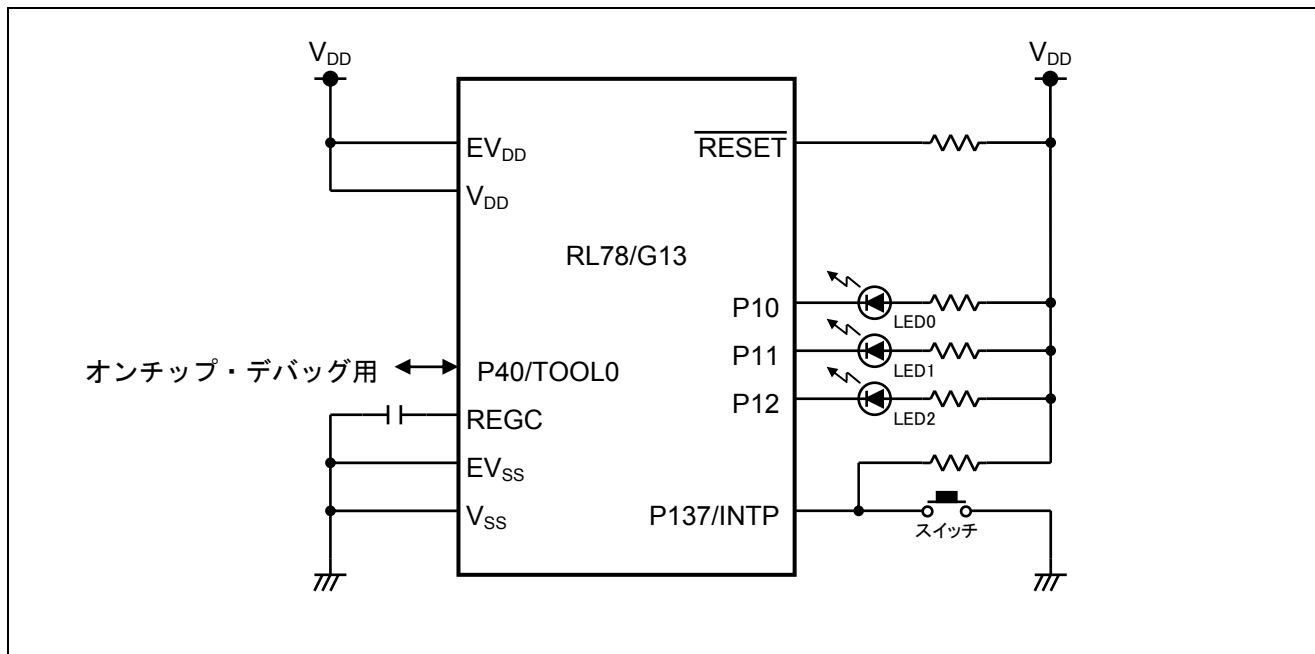 VDD
VDD
EVDD
RESET
VDD
RL78/G13
P10
LED0
P11
LED1
オンチップ・デバッグ用
P40/TOOL0
P12
LED2
REGC
EVSS
VSS
P137/INTP
スイッチ